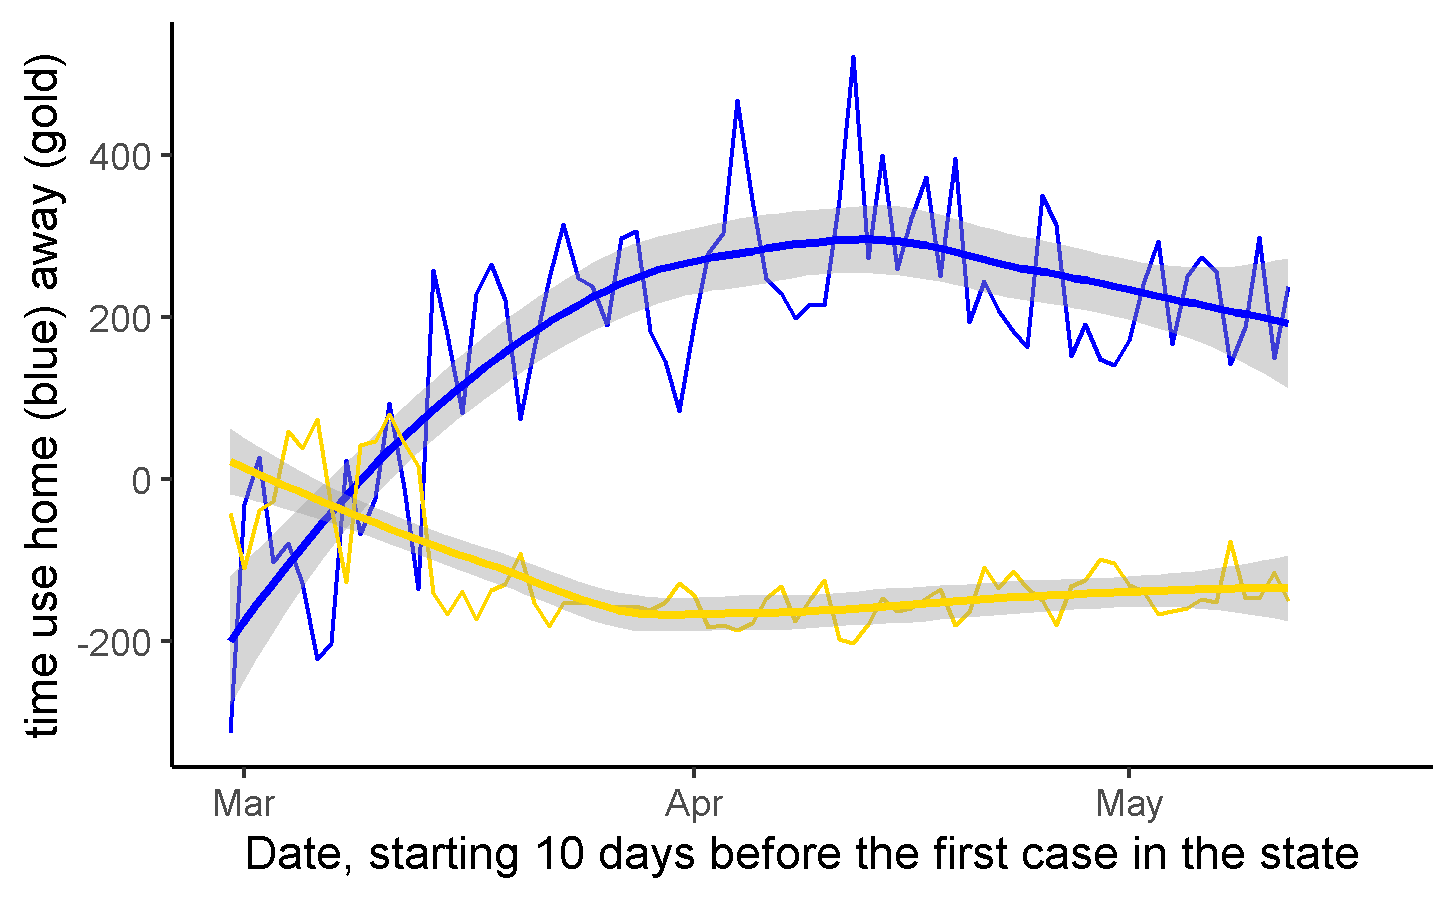 time use home (blue) away (gold)
400
200
0
-200
Mar
Apr
May
Date, starting 10 days before the first case in the state